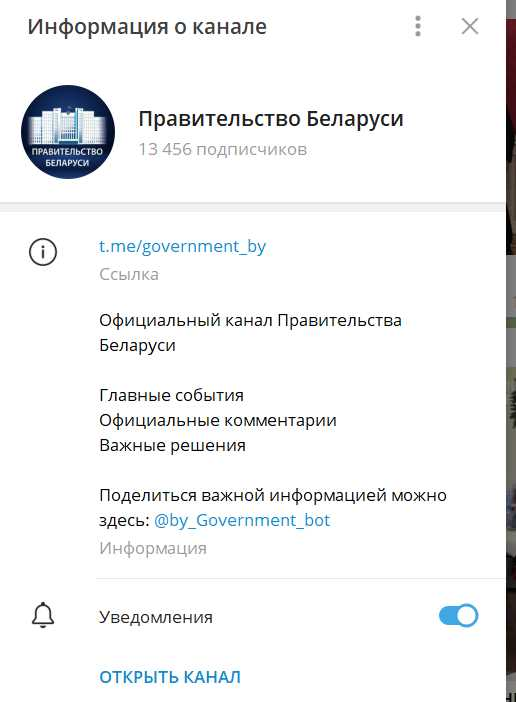 Информация о канале
ПРАВИТЕЛЬСТВО
БЕЛАРУСИ
Правительство Беларуси
13 456 подписчиков
t.me/government_by
Ссылка
Официальный канал Правительства
Беларуси
Главные события
Официальные комментарии
Важные решения
Поделиться важной информацией можно
здесь: @by_Government_bot
Информация
Уведомления
ОТКРЫТЬ КАНАЛ